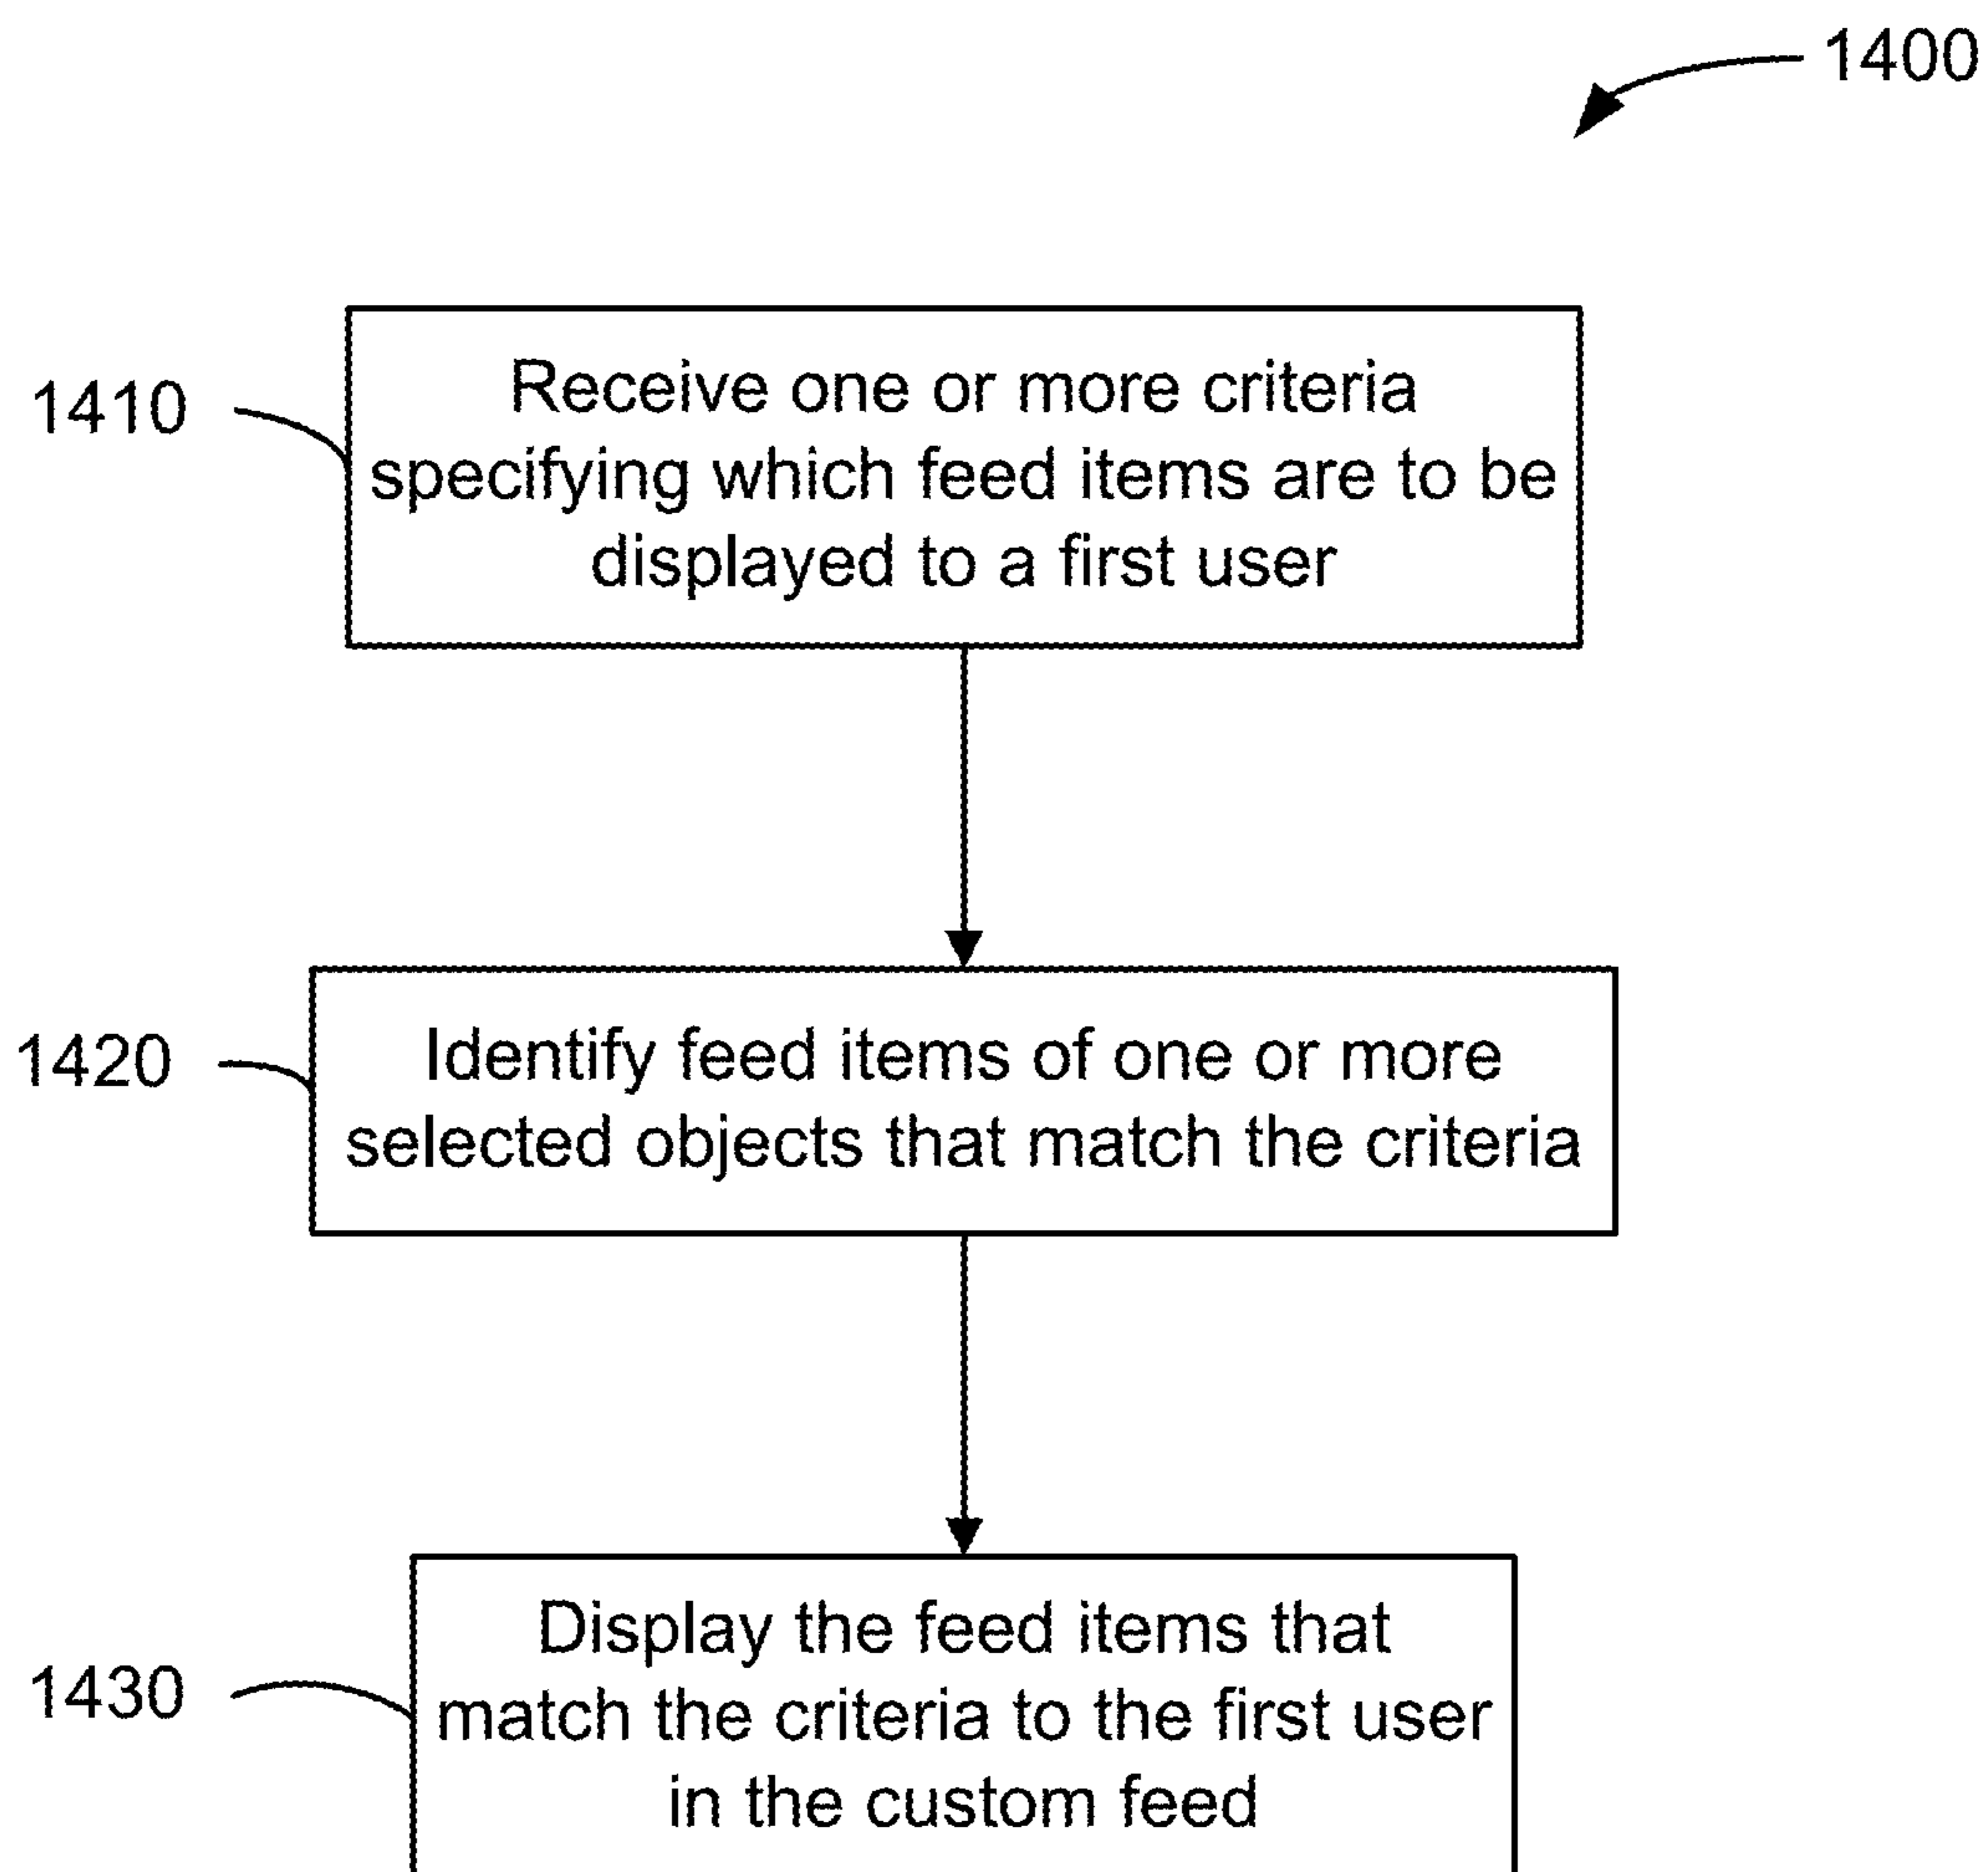 1400
1410
Receive one or more criteria
specifying which feed items are to be
displayed to a first user
1420
Identify feed items of one or more
selected objects that match the criteria
1430
Display the feed items that
match the criteria to the first user
in the custom feed